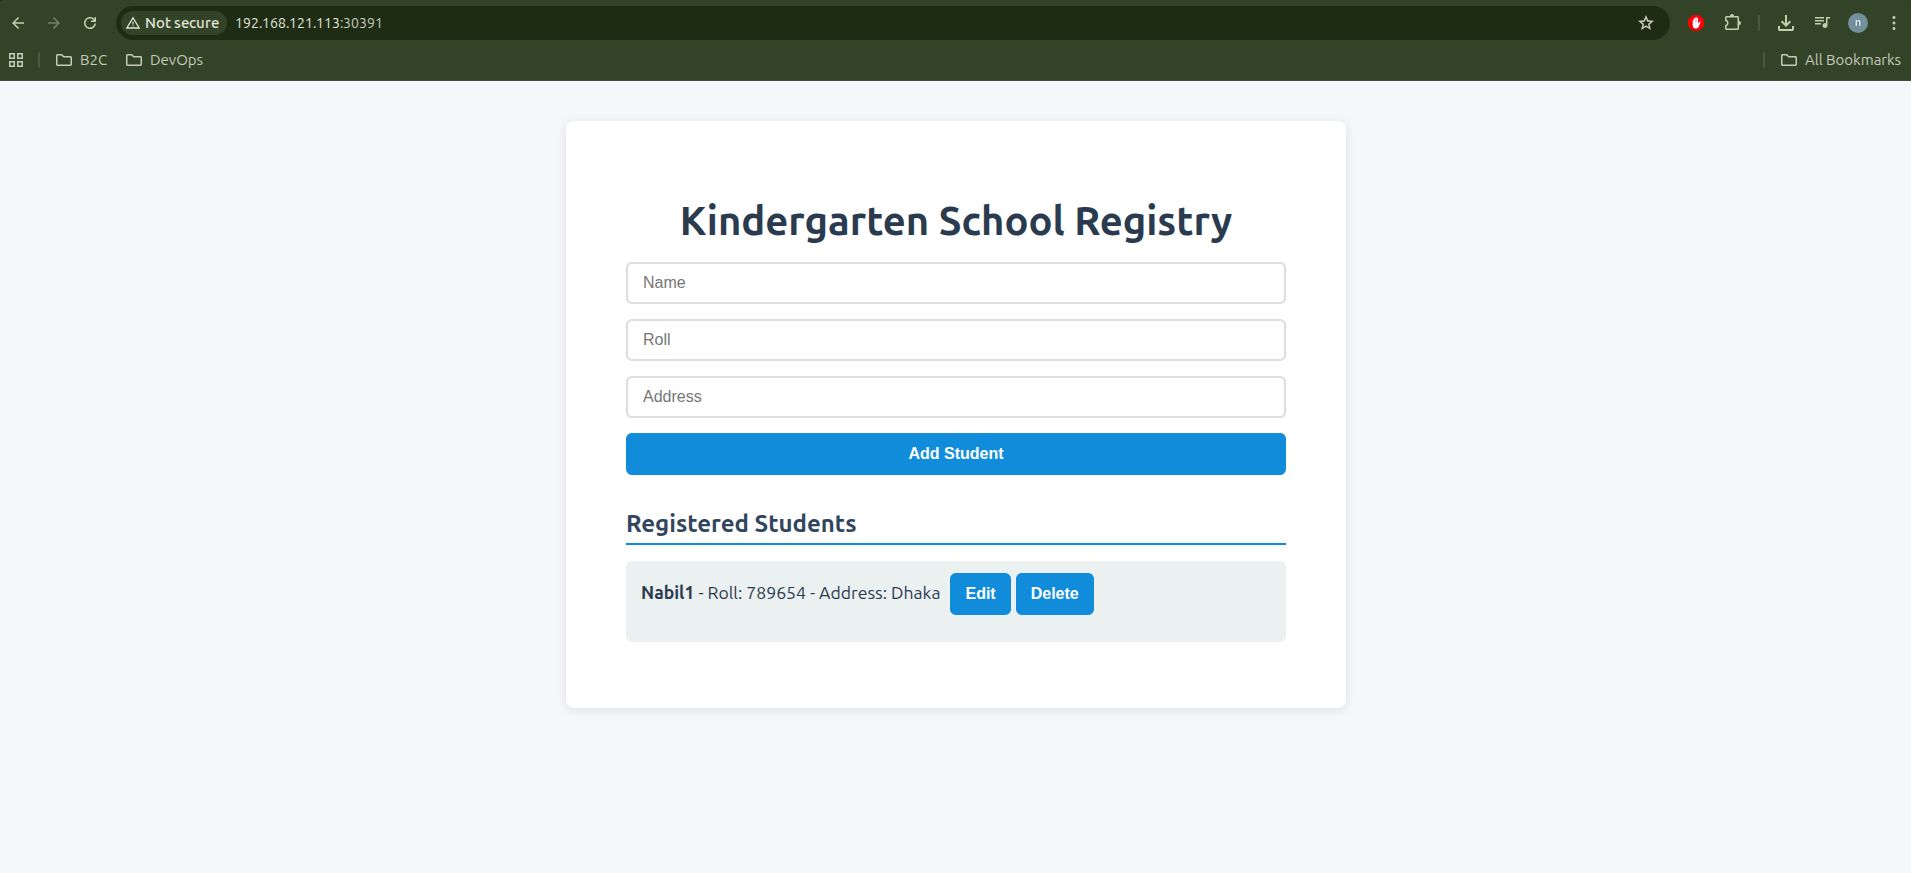 Not secure 192.168.121.113:30391 n
B2C DevOps All Bookmarks
Kindergarten School Registry
Name
Roll
Address
Add Student
Registered Students
Nabil1 - Roll: 789654 - Address: Dhaka Edit Delete